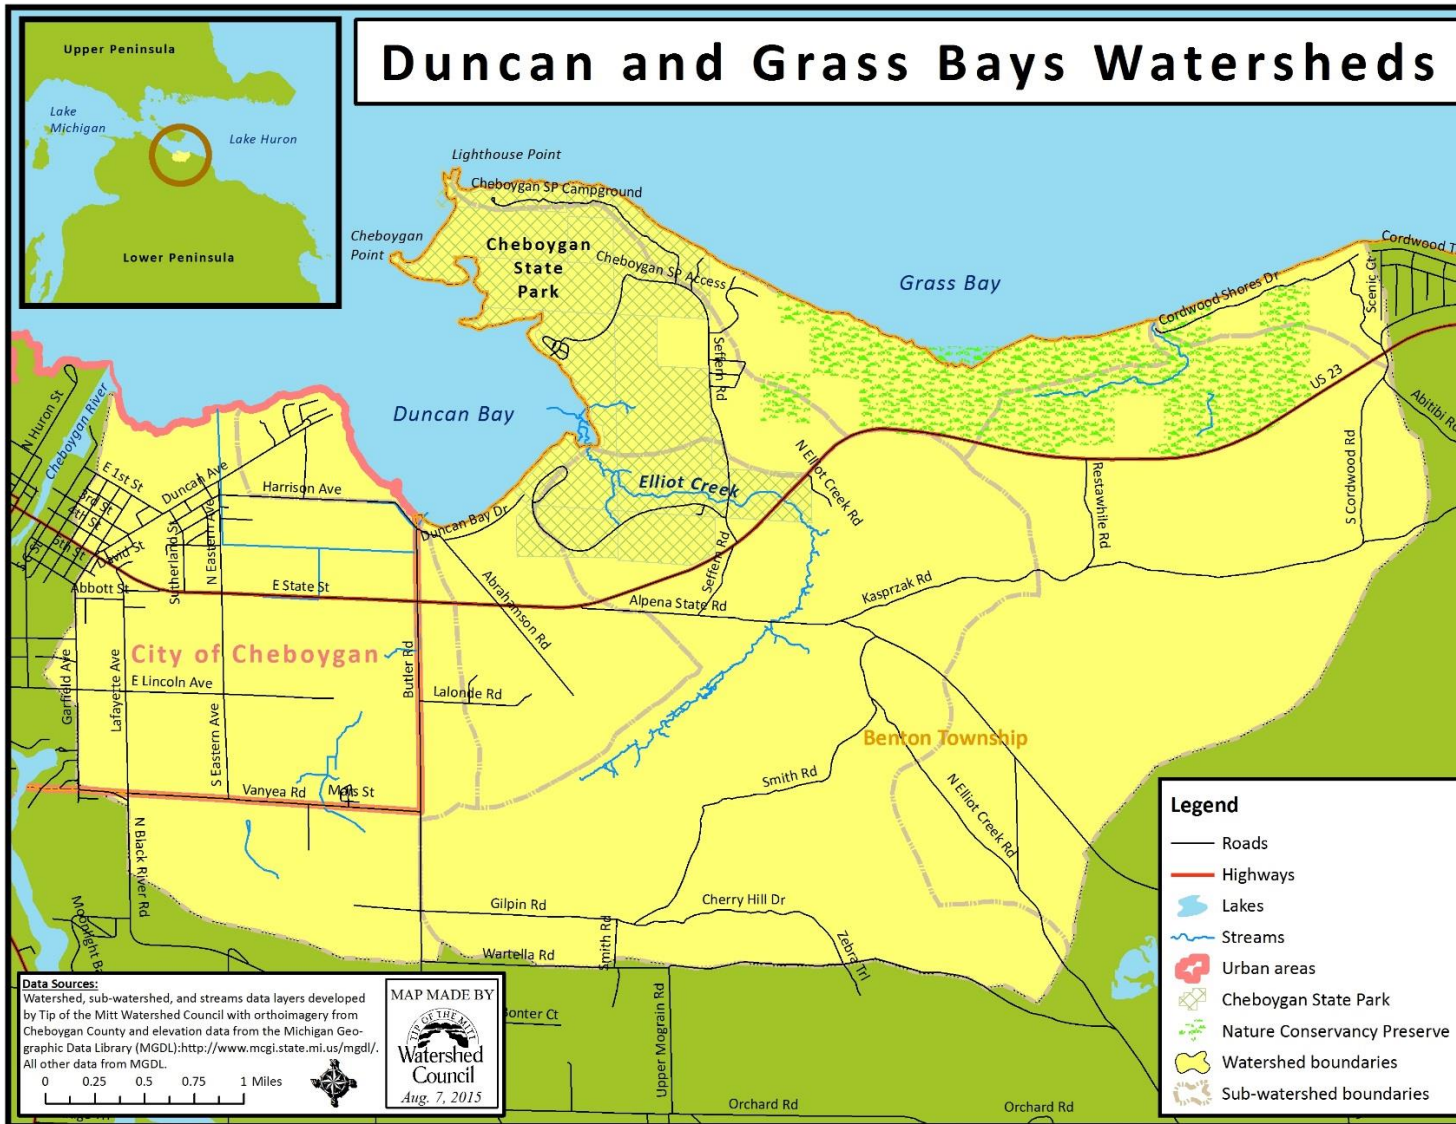 Duncan and Grass Bays Watersheds
Upper Peninsula
Lake
Michigan
Lake Huron
Lower Peninsula
Lighthouse Point
Cheboygan SP Campground
Cheboygan
Point
Cheboygan
State
Park
Cheboygan SP Access
Grass Bay
Cordwood Shores Dr
Scenic Ct
Seffern Rd
US 23
Abitibi Rd
N Huron St
Cheboygan River
Duncan Bay
E 1st St
3rd St
4th St
5th St
Duncan Ave
David St
Sutherland St
N Eastern Ave
Harrison Ave
Duncan Bay Dr
Elliot Creek
N Elliot Creek Rd
Restawhile Rd
S Cordwood Rd
Abbott St
E State St
Abrahamson Rd
Seffern Rd
Alpena State Rd
Kasprzak Rd
City of Cheboygan
Garfield Ave
Lafayette Ave
E Lincoln Ave
S Eastern Ave
Butler Rd
Lalonde Rd
Benton Township
Smith Rd
N Elliot Creek Rd
Vanyea Rd
N Black River Rd
Gilpin Rd
Cherry Hill Dr
Smith Rd
Zebra Trl
Wartella Rd
Upper Mograin Rd
Orchard Rd
Orchard Rd
Legend
Roads
Highways
Lakes
Streams
Urban areas
Cheboygan State Park
Nature Conservancy Preserve
Watershed boundaries
Sub-watershed boundaries
Data Sources:
Watershed, sub-watershed, and streams data layers developed
by Tip of the Mitt Watershed Council with orthoimagery from
Cheboygan County and elevation data from the Michigan Geo-
graphic Data Library (MGDL):http://www.mcgi.state.mi.us/mgdl/.
All other data from MGDL.
0 0.25 0.5 0.75 1 Miles
MAP MADE BY
TIP OF THE MITT
Watershed
Council
Aug. 7, 2015